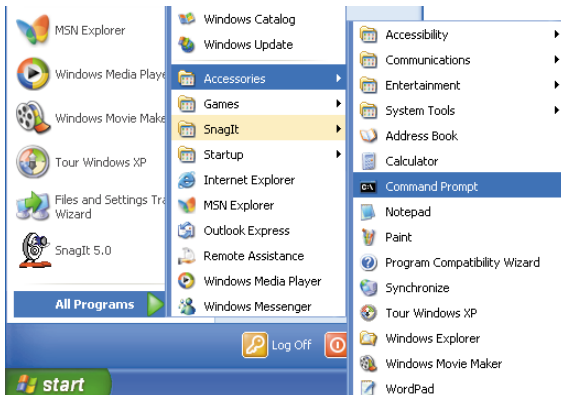 MSN Explorer
Windows Media Playe
Windows Movie Make
Tour Windows XP
Files and Settings Tra
Wizard
SnagIt 5.0
All Programs
Windows Catalog
Windows Update
Accessories
Games
SnagIt
Startup
Internet Explorer
MSN Explorer
Outlook Express
Remote Assistance
Windows Media Player
Windows Messenger
Accessibility
Communications
Entertainment
System Tools
Address Book
Calculator
C:\
Command Prompt
Notepad
Paint
Program Compatibility Wizard
Synchronize
Tour Windows XP
Windows Explorer
Windows Movie Maker
WordPad
Log Off
start